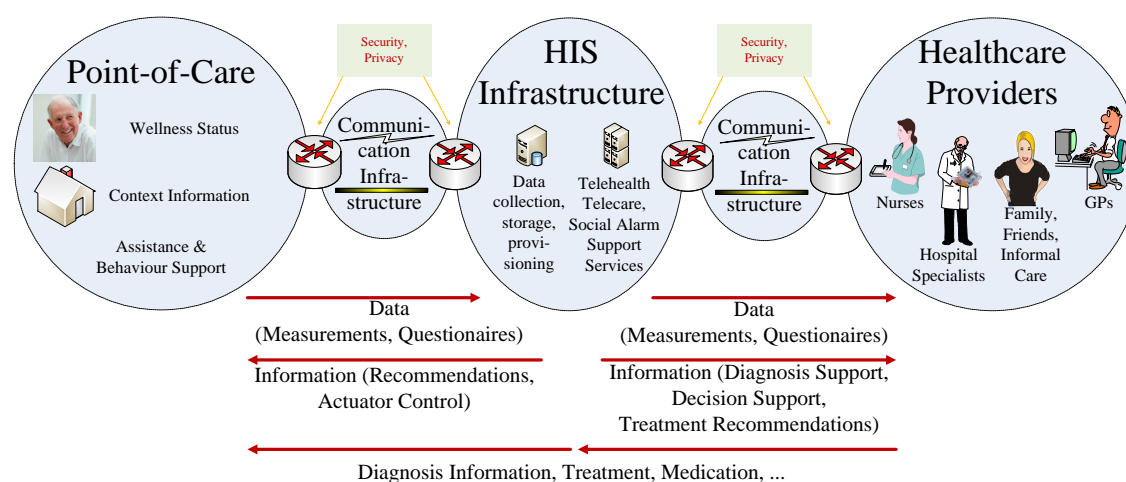 Point-of-Care
Wellness Status
Context Information
Assistance &
Behaviour Support
Security,
Privacy
Communi-
cation
Infra-
structure
HIS
Infrastructure
Data
collection,
storage,
provi-
sioning
Telehealth
Telecare,
Social Alarm
Support
Services
Security,
Privacy
Communi-
cation
Infra-
structure
Healthcare
Providers
Nurses
Hospital
Specialists
Family,
Friends,
Informal
Care
GPs
Data
(Measurements, Questionaires)
Data
(Measurements, Questionaires)
Information (Recommendations,
Actuator Control)
Information (Diagnosis Support,
Decision Support,
Treatment Recommendations)
Diagnosis Information, Treatment, Medication, ...